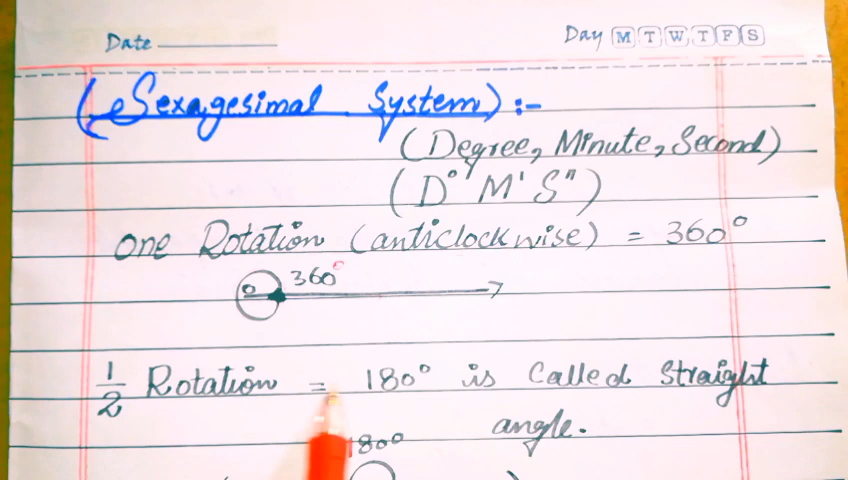 Date
Day M T W T F S
(Sexagesimal System) :-
(Degree, Minute, Second)
(D° M' S")
One Rotation (anticlockwise) = 360°
0 360°
1/2 Rotation = 180° is Called Straight
angle.
180°